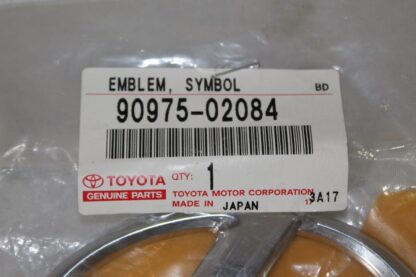 EMBLEM, SYMBOL BD
90975-02084
TOYOTA QTY: 1
GENUINE PARTS TOYOTA MOTOR CORPORATION
MADE IN JAPAN 3A17